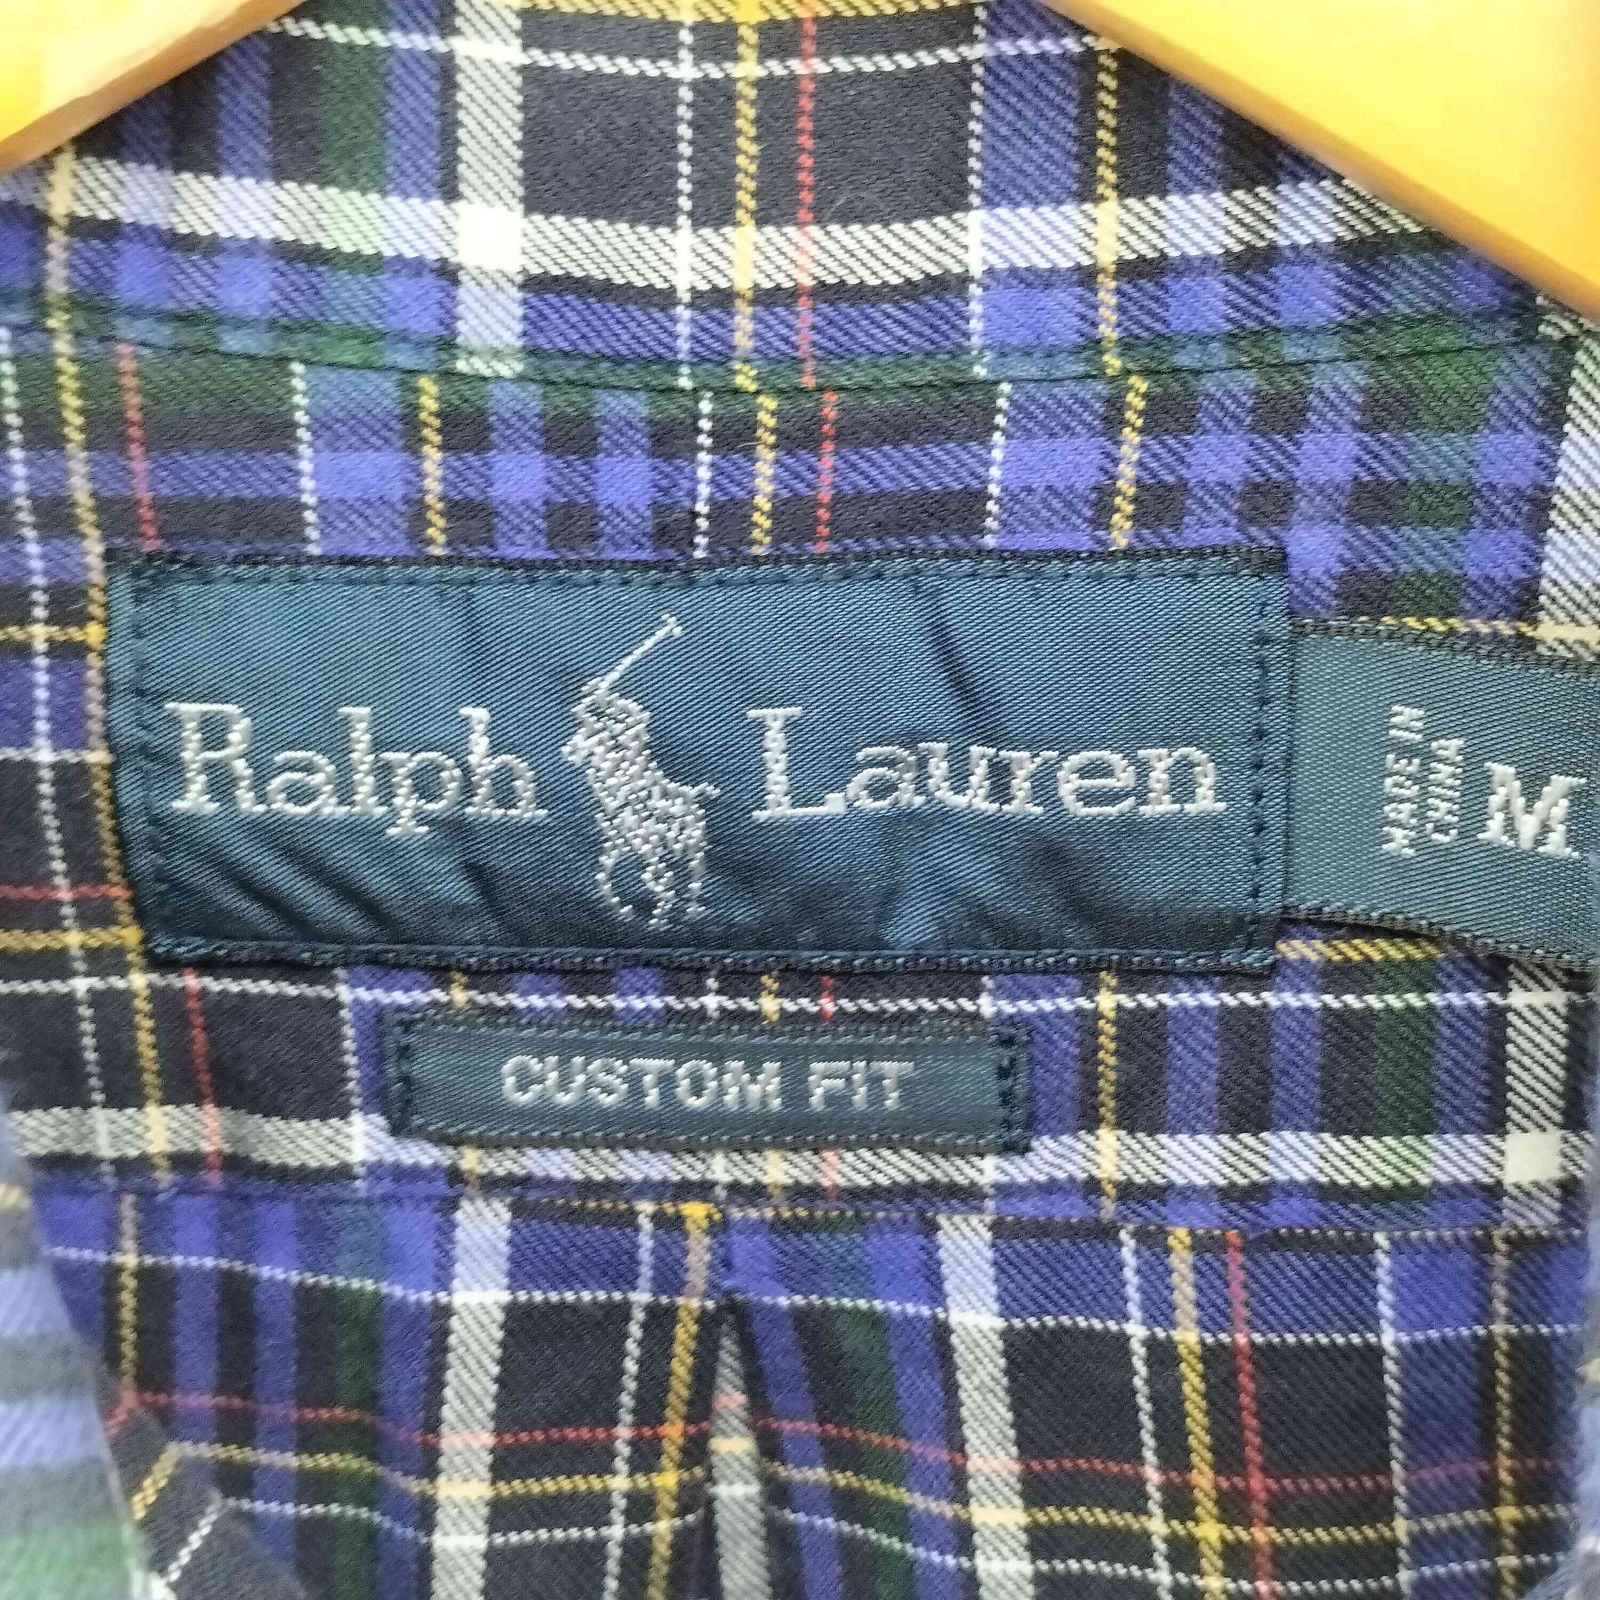 Ralph Lauren
MADE IN
CHINA
M
CUSTOM FIT